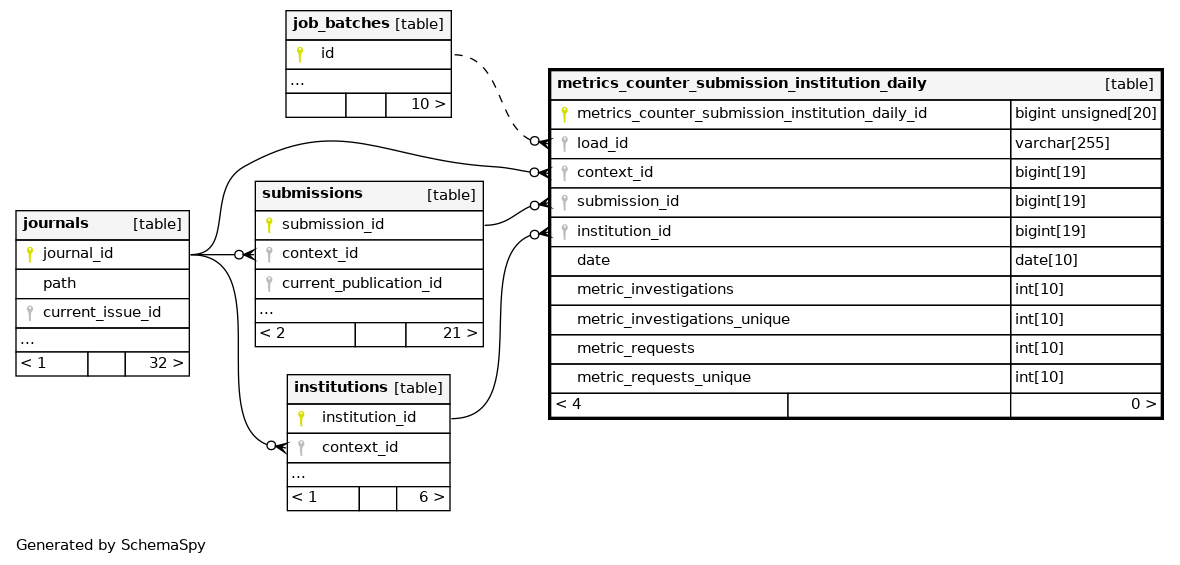 job_batches [table]
id
...
10 >
metrics_counter_submission_institution_daily [table]
metrics_counter_submission_institution_daily_id bigint unsigned[20]
load_id varchar[255]
context_id bigint[19]
submission_id bigint[19]
institution_id bigint[19]
date date[10]
metric_investigations int[10]
metric_investigations_unique int[10]
metric_requests int[10]
metric_requests_unique int[10]
< 4 0 >
submissions [table]
submission_id
context_id
current_publication_id
...
< 2 21 >
journals [table]
journal_id
path
current_issue_id
...
< 1 32 >
institutions [table]
institution_id
context_id
...
< 1 6 >
Generated by SchemaSpy